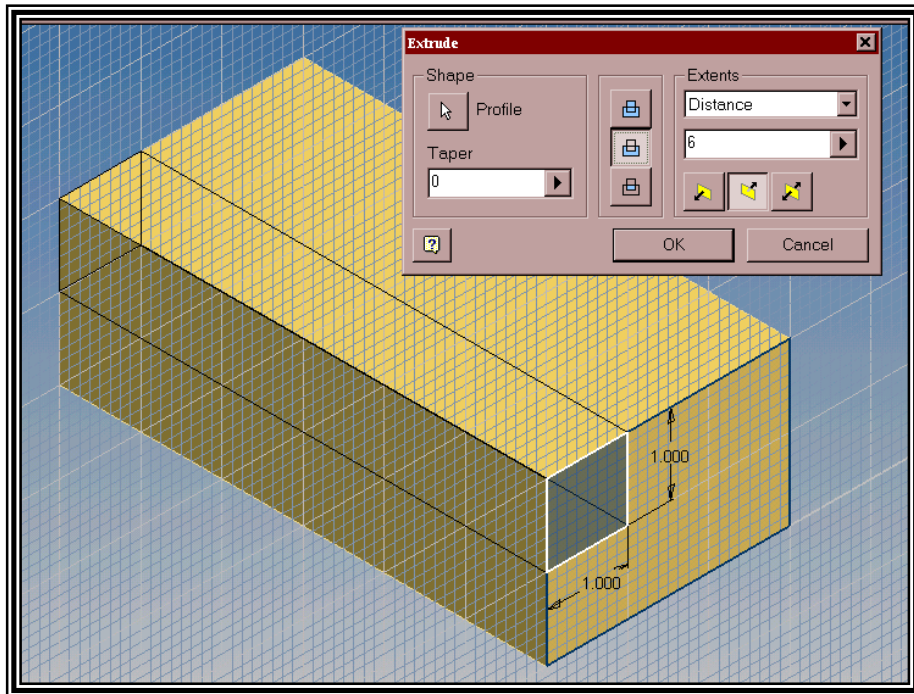 Extrude
Shape
Profile
Taper
0
Extents
Distance
6
?
OK
Cancel
1.000
1.000